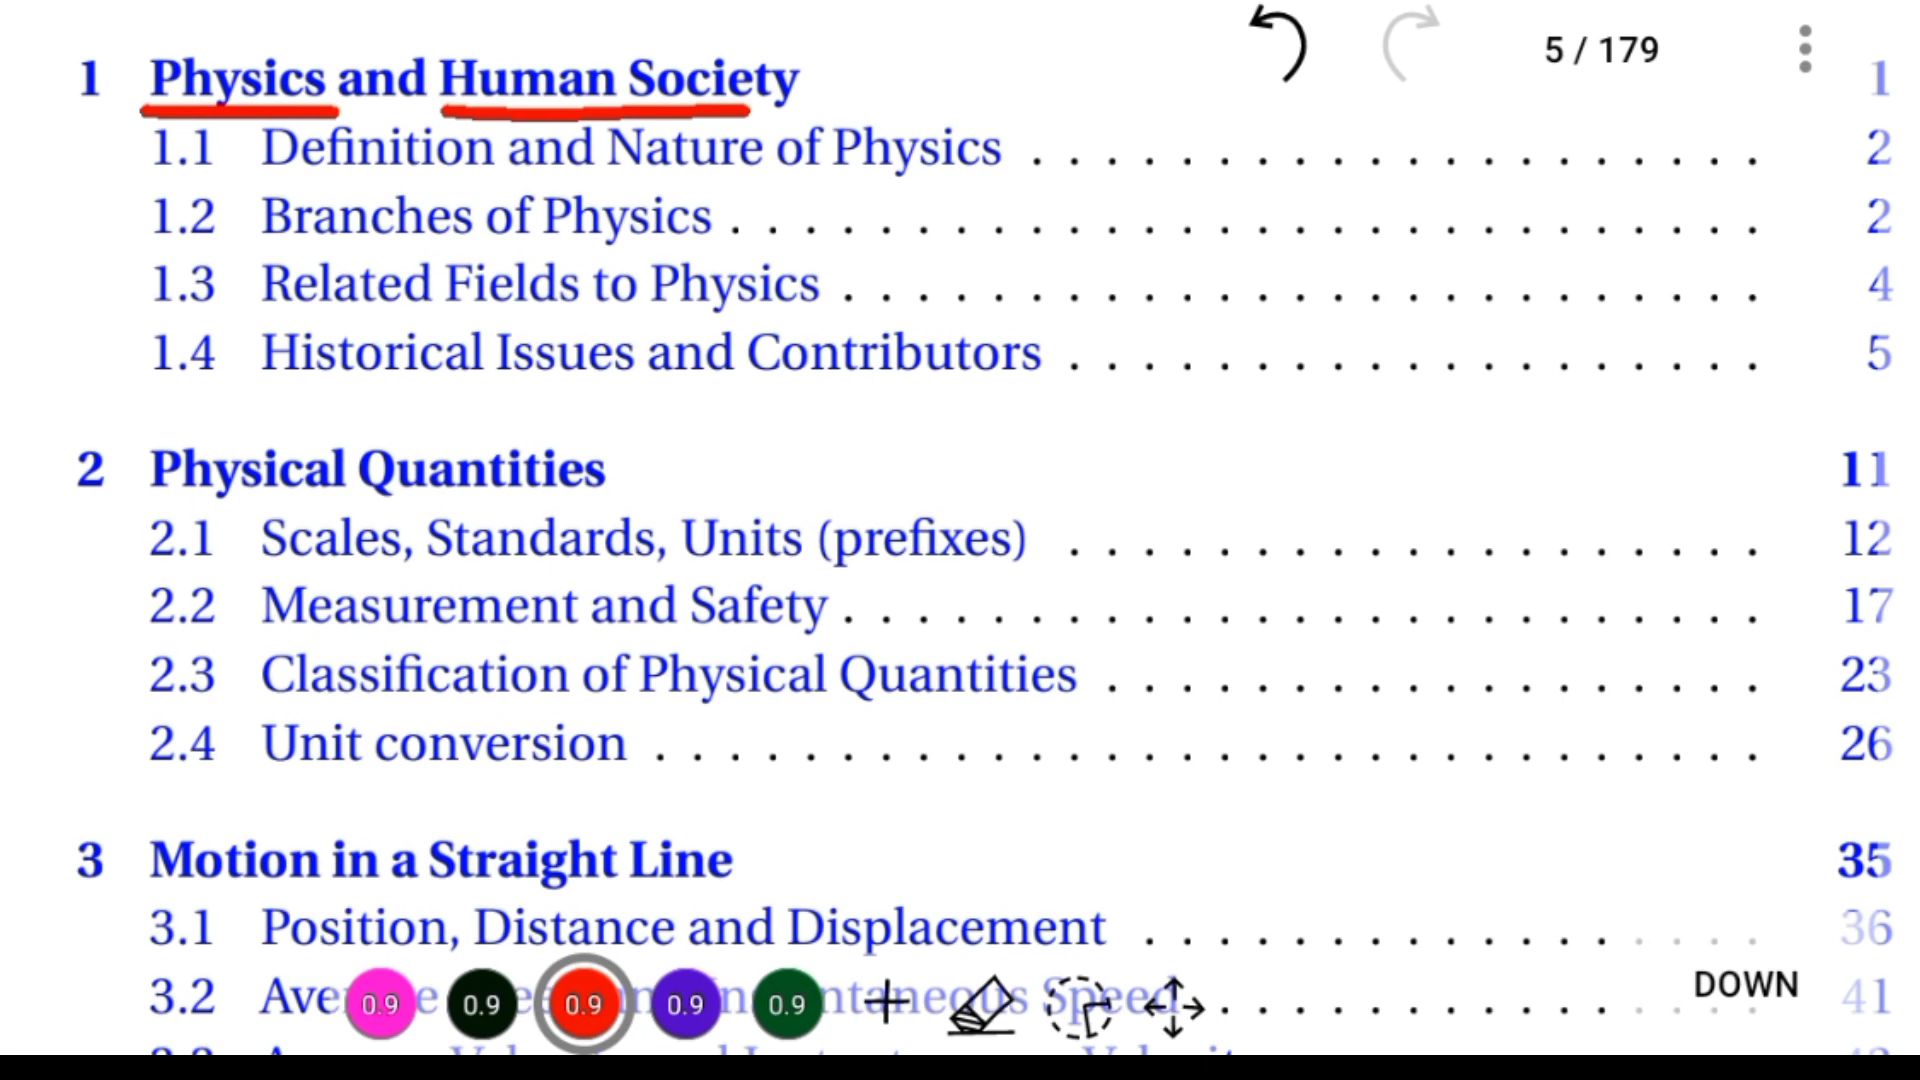 5 / 179
1 Physics and Human Society 1
1.1 Definition and Nature of Physics . . . . . . . . . . . . . . . . . . . . 2
1.2 Branches of Physics . . . . . . . . . . . . . . . . . . . . . . . . . . . . 2
1.3 Related Fields to Physics . . . . . . . . . . . . . . . . . . . . . . . . . 4
1.4 Historical Issues and Contributors . . . . . . . . . . . . . . . . . . . 5
2 Physical Quantities 11
2.1 Scales, Standards, Units (prefixes) . . . . . . . . . . . . . . . . . . . 12
2.2 Measurement and Safety . . . . . . . . . . . . . . . . . . . . . . . . . 17
2.3 Classification of Physical Quantities . . . . . . . . . . . . . . . . . . 23
2.4 Unit conversion . . . . . . . . . . . . . . . . . . . . . . . . . . . . . . 26
3 Motion in a Straight Line 35
3.1 Position, Distance and Displacement . . . . . . . . . . . . . . . . . 36
DOWN
3.2 Speed . . . . . . . . . . . . . . . 41
0.9 0.9 0.9 0.9 0.9